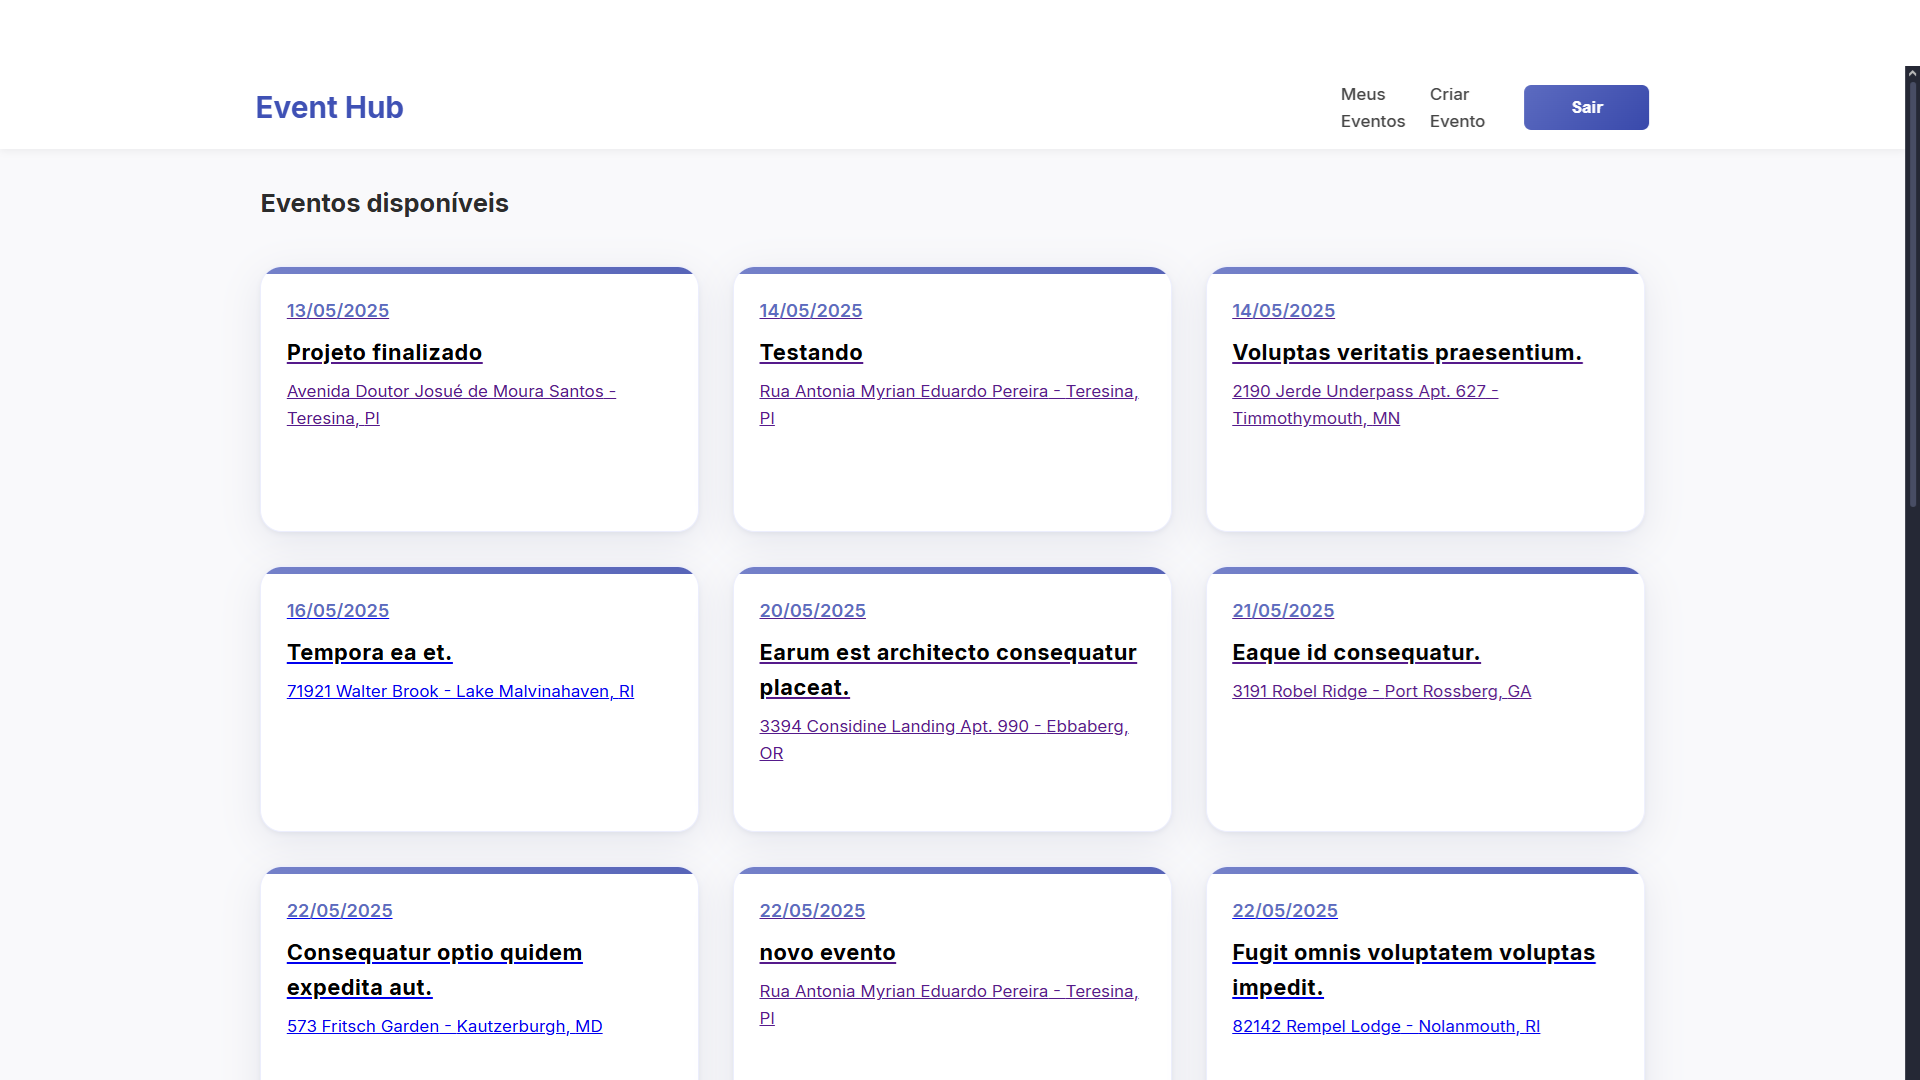 Event Hub
Meus
Eventos
Criar
Evento
Sair
Eventos disponíveis
13/05/2025
Projeto finalizado
Avenida Doutor Josué de Moura Santos -
Teresina, PI
14/05/2025
Testando
Rua Antonia Myrian Eduardo Pereira - Teresina,
PI
14/05/2025
Voluptas veritatis praesentium.
2190 Jerde Underpass Apt. 627 -
Timmothymouth, MN
16/05/2025
Tempora ea et.
71921 Walter Brook - Lake Malvinahaven, RI
20/05/2025
Earum est architecto consequatur
placeat.
3394 Considine Landing Apt. 990 - Ebbaberg,
OR
21/05/2025
Eaque id consequatur.
3191 Robel Ridge - Port Rossberg, GA
22/05/2025
Consequatur optio quidem
expedita aut.
573 Fritsch Garden - Kautzerburgh, MD
22/05/2025
novo evento
Rua Antonia Myrian Eduardo Pereira - Teresina,
PI
22/05/2025
Fugit omnis voluptatem voluptas
impedit.
82142 Rempel Lodge - Nolanmouth, RI